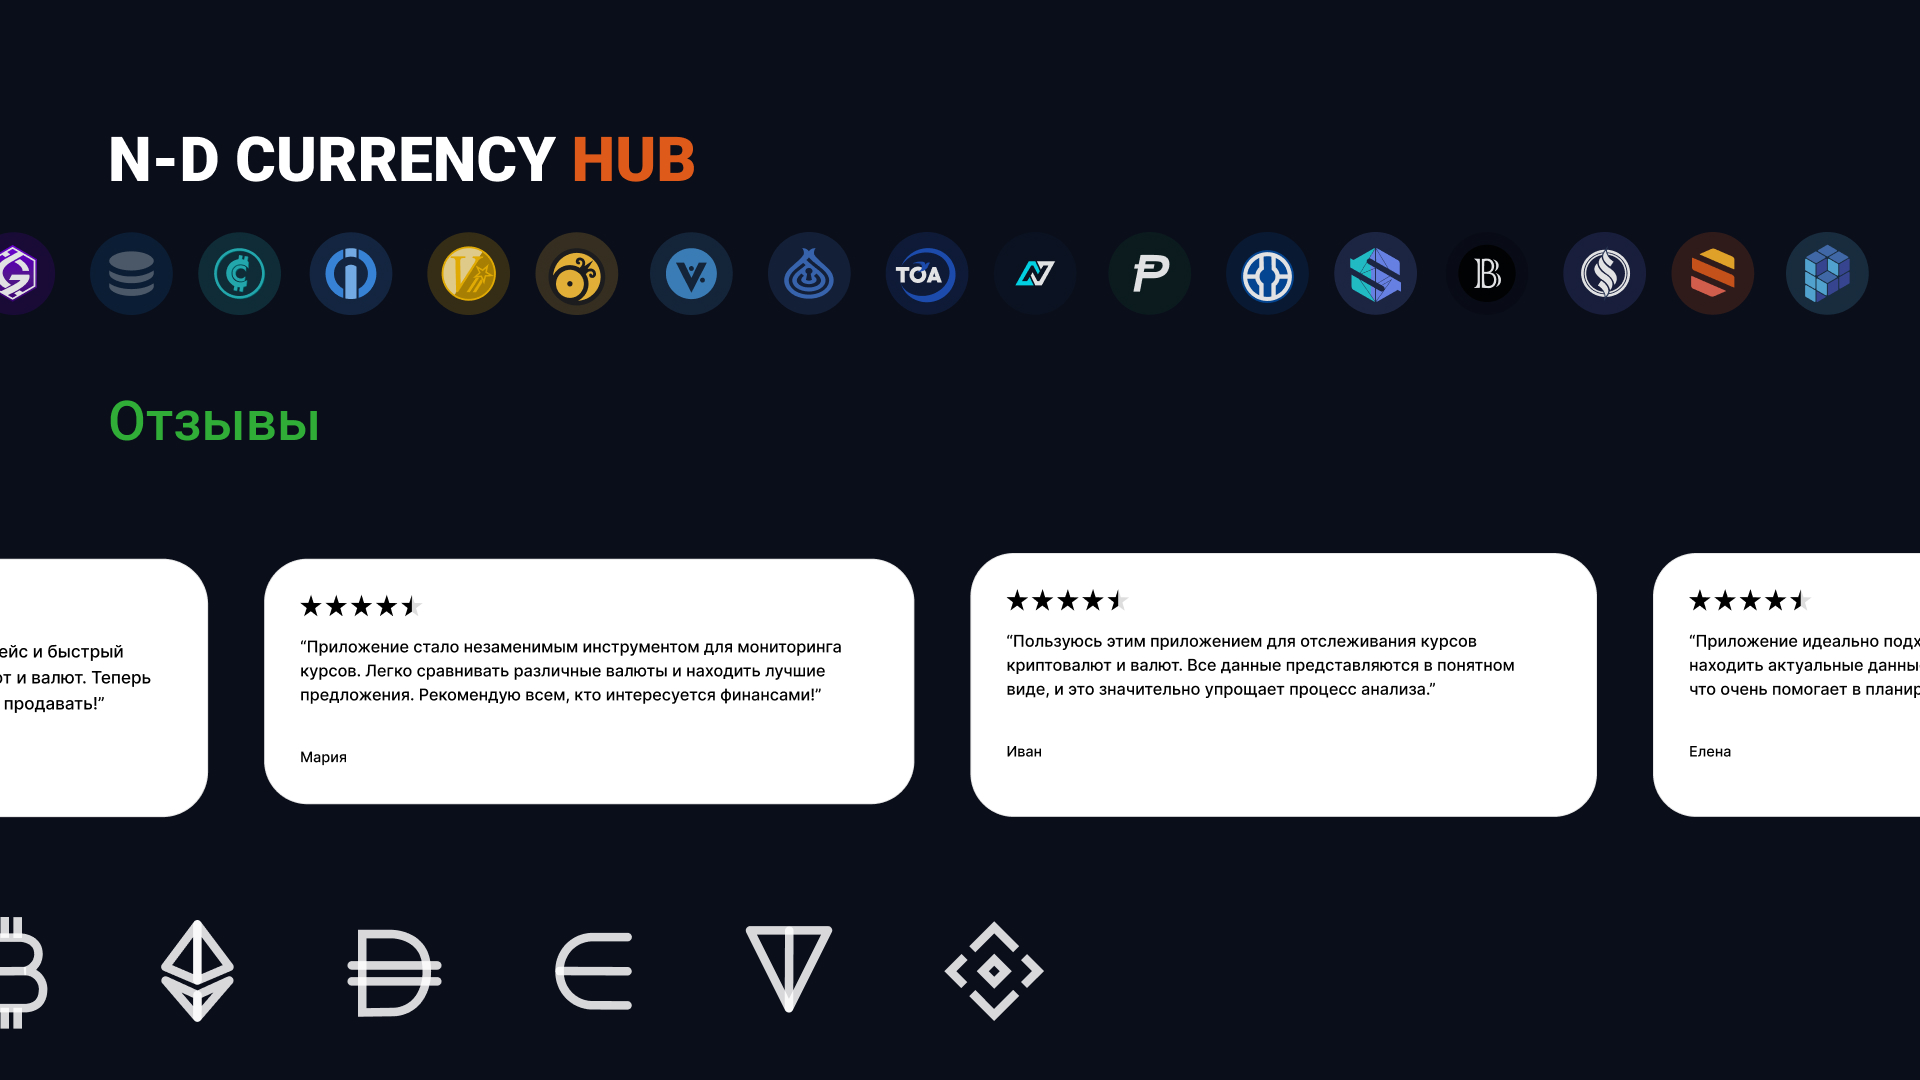 N-D CURRENCY HUB
TOA
Отзывы
ейс и быстрый
т и валют. Теперь
продавать!”
“Приложение стало незаменимым инструментом для мониторинга
курсов. Легко сравнивать различные валюты и находить лучшие
предложения. Рекомендую всем, кто интересуется финансами!”
Мария
“Пользуюсь этим приложением для отслеживания курсов
криптовалют и валют. Все данные представляются в понятном
виде, и это значительно упрощает процесс анализа.”
Иван
“Приложение идеально подх
находить актуальные данны
что очень помогает в планир
Елена